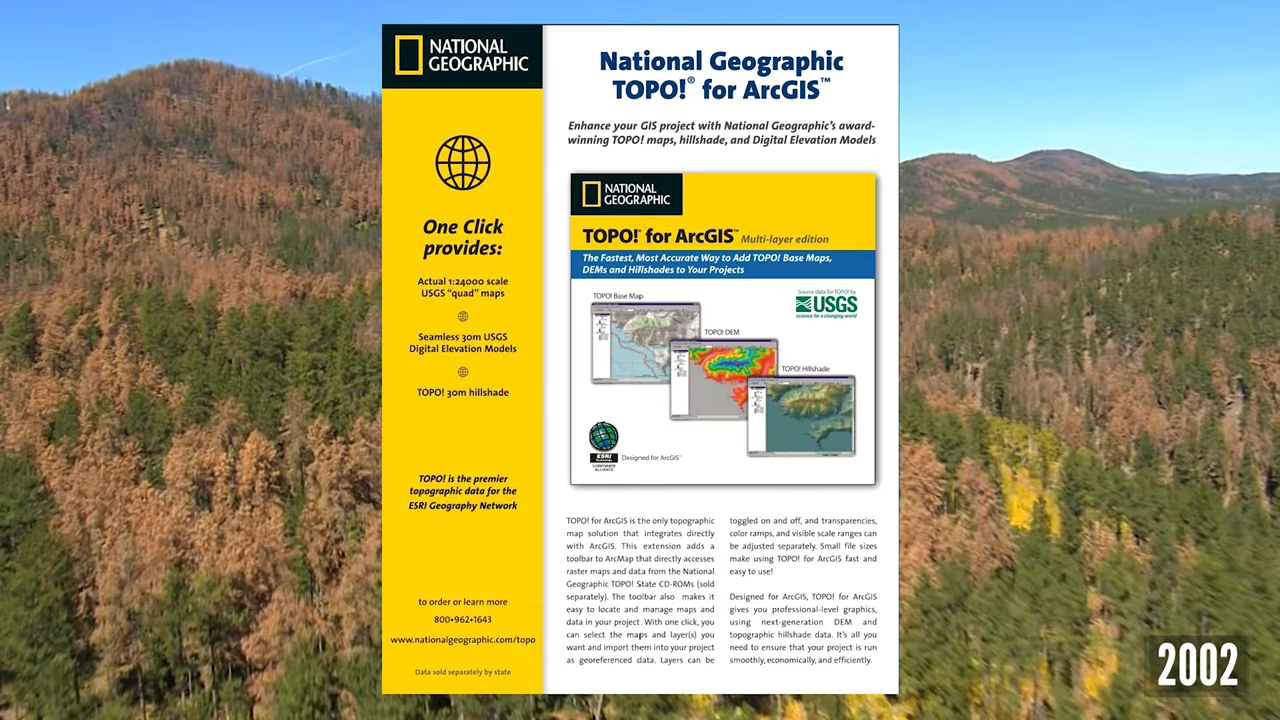 NATIONAL
GEOGRAPHIC
One Click
provides:
Actual 1:24000 scale
USGS "quad" maps
Seamless 30m USGS
Digital Elevation Models
TOPO! 30m hillshade
TOPO! is the premier
topographic data for the
ESRI Geography Network
to order or learn more
800•962•1643
www.nationalgeographic.com/topo
Data sold separately by state
National Geographic
TOPO!® for ArcGIS™
Enhance your GIS project with National Geographic's award-
winning TOPO! maps, hillshade, and Digital Elevation Models
NATIONAL
GEOGRAPHIC
TOPO!® for ArcGIS™ Multi-layer edition
The Fastest, Most Accurate Way to Add TOPO! Base Maps,
DEMs and Hillshades to Your Projects
TOPO! Base Map
Source data for TOPO! by
USGS
science for a changing world
TOPO! DEM
TOPO! Hillshade
ESRI
CORPORATE
ALLIANCE
Designed for ArcGIS™
TOPO! for ArcGIS is the only topographic
map solution that integrates directly
with ArcGIS. This extension adds a
toolbar to ArcMap that directly accesses
raster maps and data from the National
Geographic TOPO! State CD-ROMs (sold
separately). The toolbar also makes it
easy to locate and manage maps and
data in your project. With one click, you
can select the maps and layer(s) you
want and import them into your project
as georeferenced data. Layers can be
toggled on and off, and transparencies,
color ramps, and visible scale ranges can
be adjusted separately. Small file sizes
make using TOPO! for ArcGIS fast and
easy to use!
Designed for ArcGIS, TOPO! for ArcGIS
gives you professional-level graphics,
using next-generation DEM and
topographic hillshade data. It's all you
need to ensure that your project is run
smoothly, economically, and efficiently.
2002